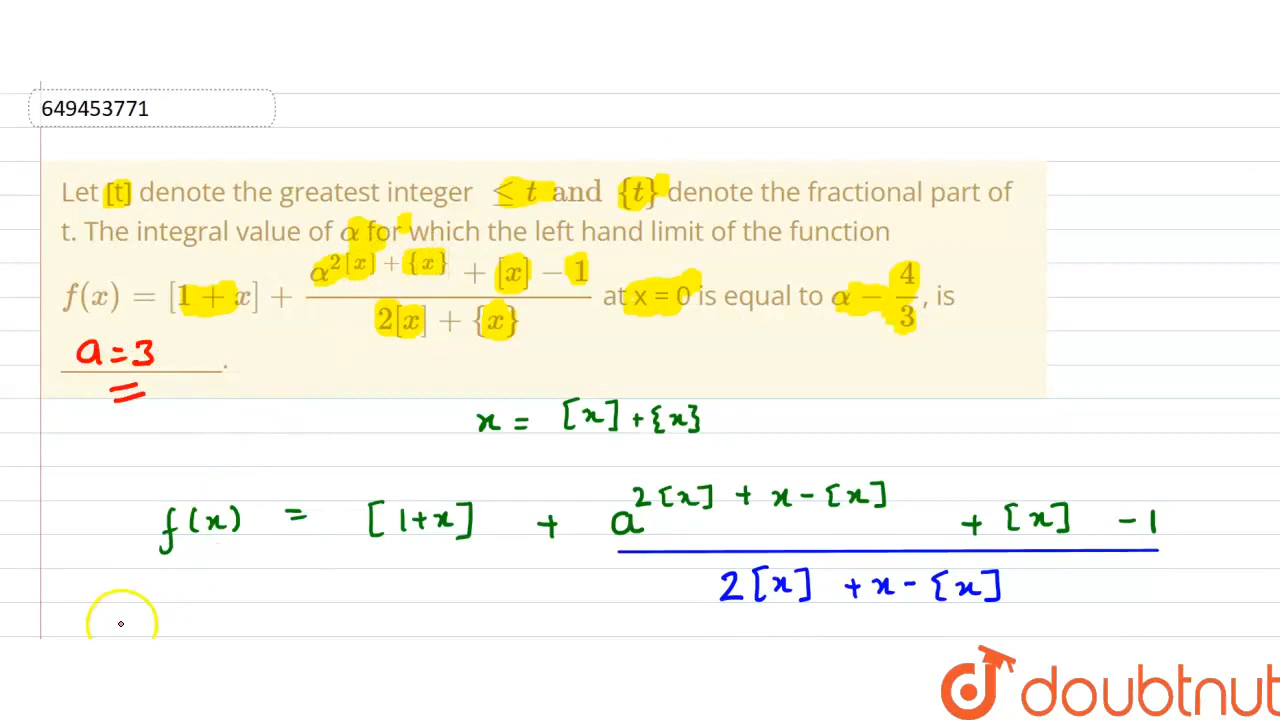 649453771
Let [t] denote the greatest integer ≤ t and {t} denote the fractional part of
t. The integral value of α for which the left hand limit of the function
f(x) = [1 + x] + (α^(2[x] + {x}) + [x] − 1)/(2[x] + {x}) at x = 0 is equal to α − 4/3, is
a = 3
________.
x = [x] + {x}
f(x) = [1+x] + (a^(2[x] + x - [x]) + [x] - 1)/(2[x] + x - [x])
doubtnut